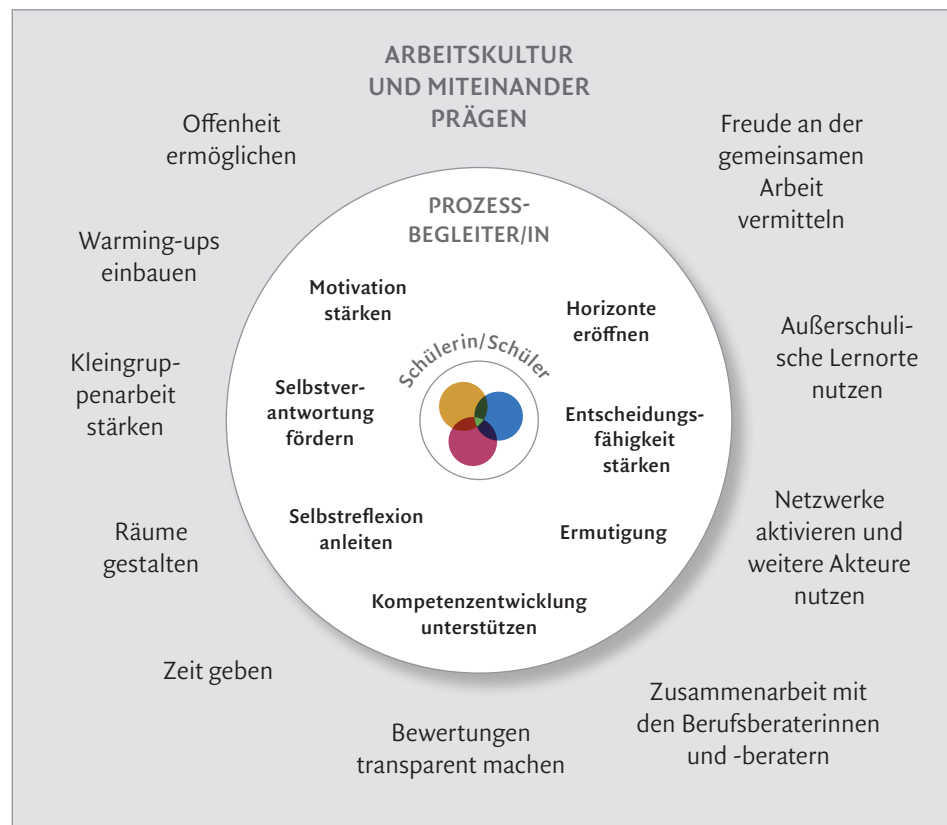 ARBEITSKULTUR
UND MITEINANDER
PRÄGEN
Offenheit
ermöglichen
Warming-ups
einbauen
Kleingrup-
penarbeit
stärken
Räume
gestalten
Zeit geben
Bewertungen
transparent machen
Freude an der
gemeinsamen
Arbeit
vermitteln
Außerschuli-
sche Lernorte
nutzen
Netzwerke
aktivieren und
weitere Akteure
nutzen
Zusammenarbeit mit
den Berufsberaterinnen
und -beratern
PROZESS-
BEGLEITER/IN
Motivation
stärken
Selbstver-
antwortung
fördern
Selbstreflexion
anleiten
Kompetenzentwicklung
unterstützen
Horizonte
eröffnen
Entscheidungs-
fähigkeit
stärken
Ermutigung
Schülerin/Schüler